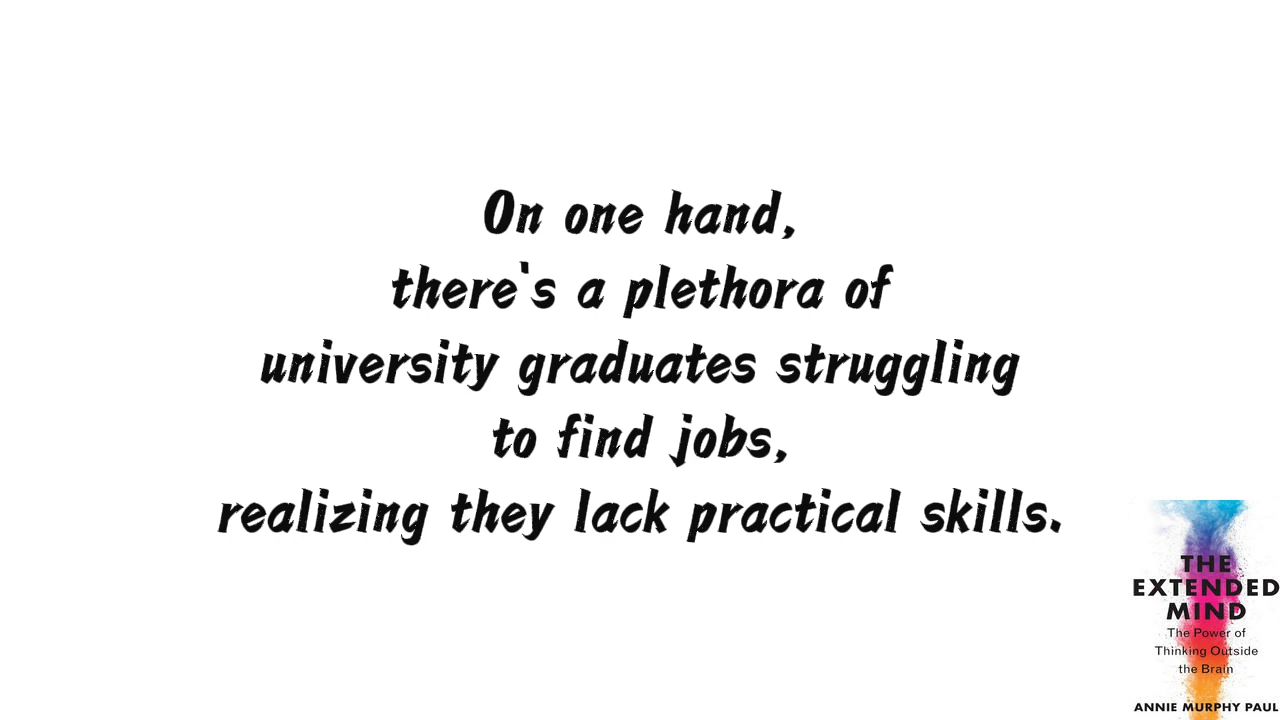 On one hand,
there's a plethora of
university graduates struggling
to find jobs,
realizing they lack practical skills.
THE
EXTENDED
MIND
The Power of
Thinking Outside
the Brain
ANNIE MURPHY PAUL